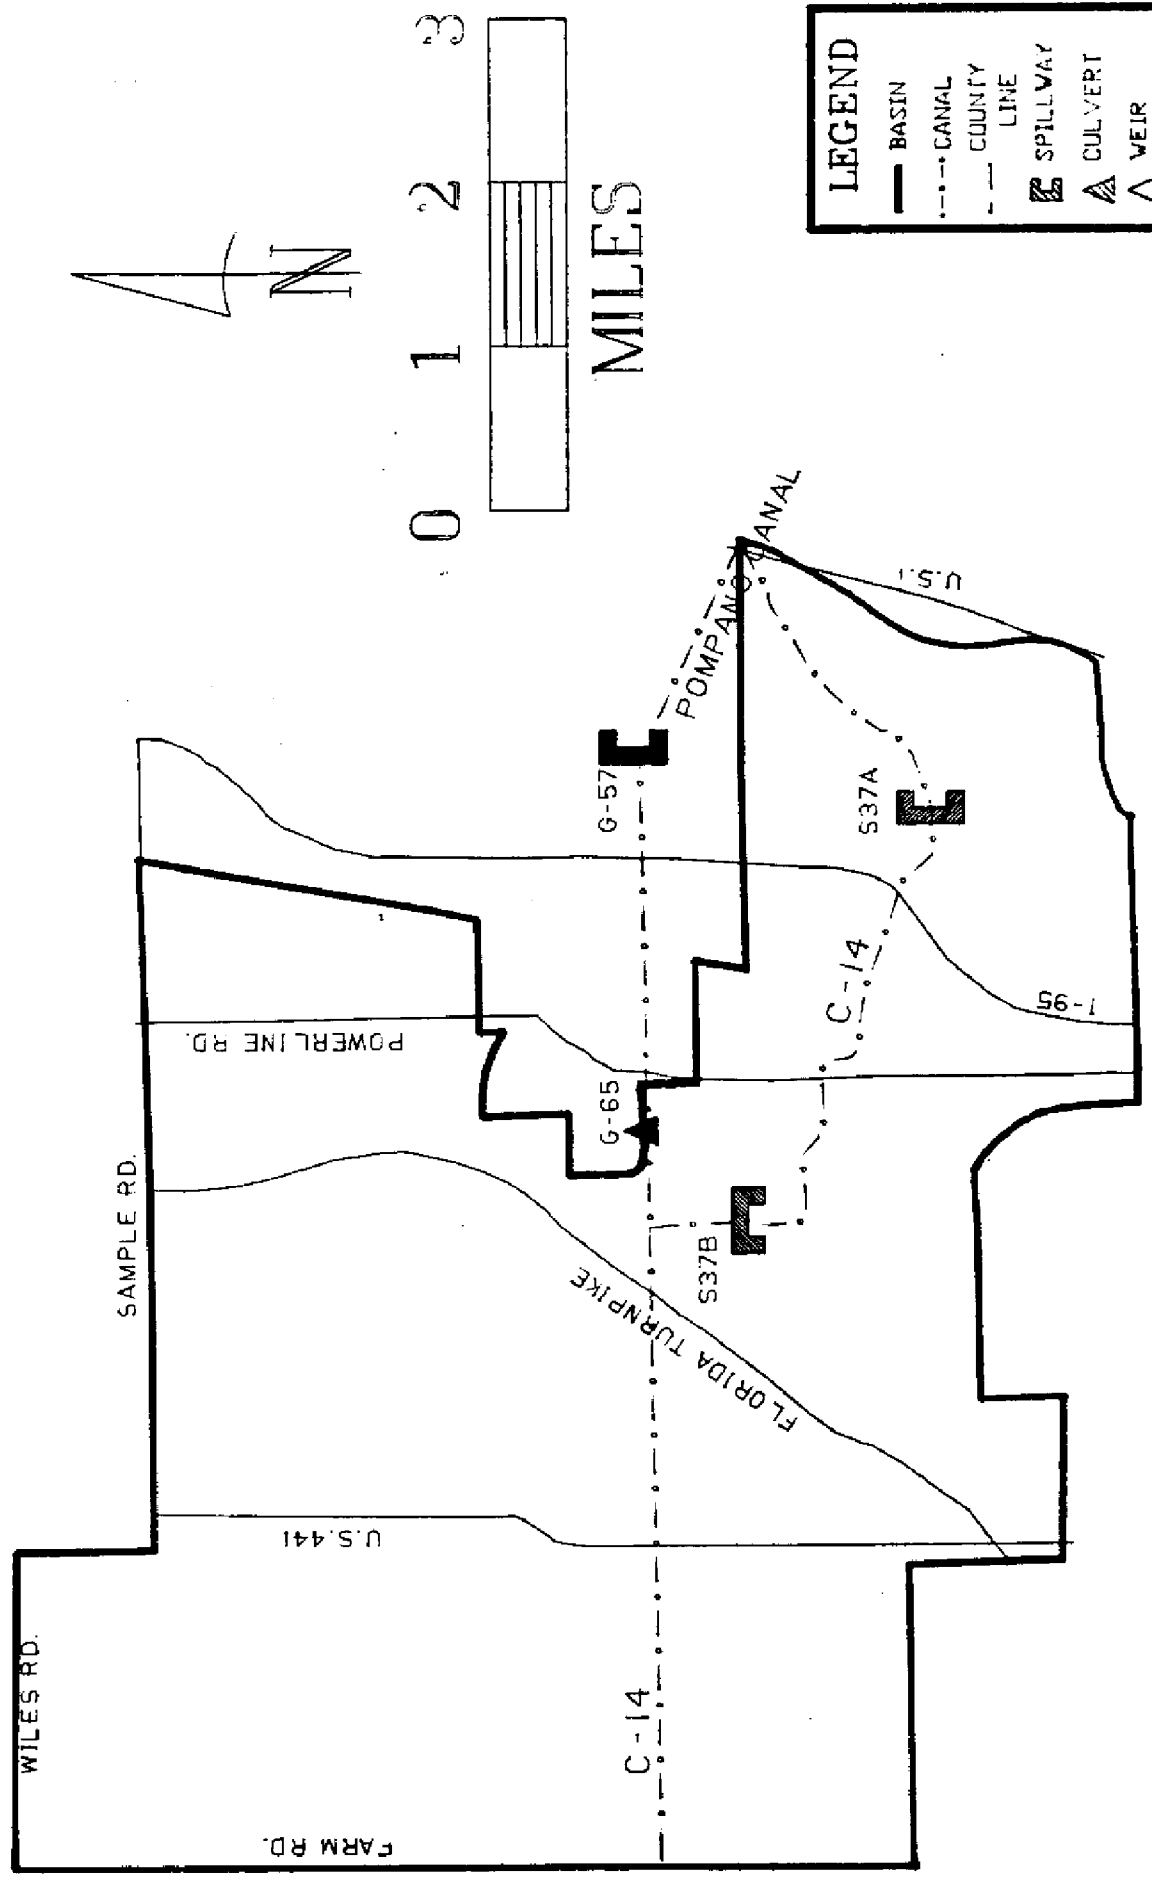 WILES RD.
SAMPLE RD.
FARM RD.
U.S.441
POWERLINE RD
FLORIDA TURNPIKE
C-14
S37B
G-65
G-57
POMPANO CANAL
C-14
S37A
I-95
U.S.1
N
0 1 2 3
MILES
LEGEND
BASIN
CANAL
COUNTY
LINE
SPILLWAY
CULVERT
WEIR